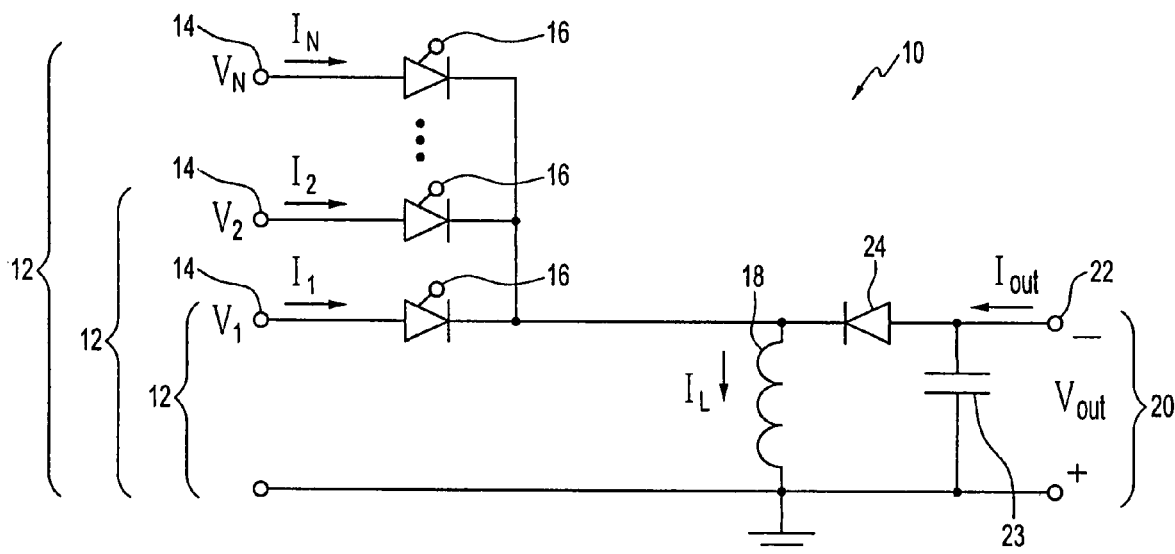 14 I_N 16
V_N
10
14 I_2 16
V_2
12
14 I_1 16
V_1
12
12
18 24 I_out 22
I_L
−
V_out 20
+
23